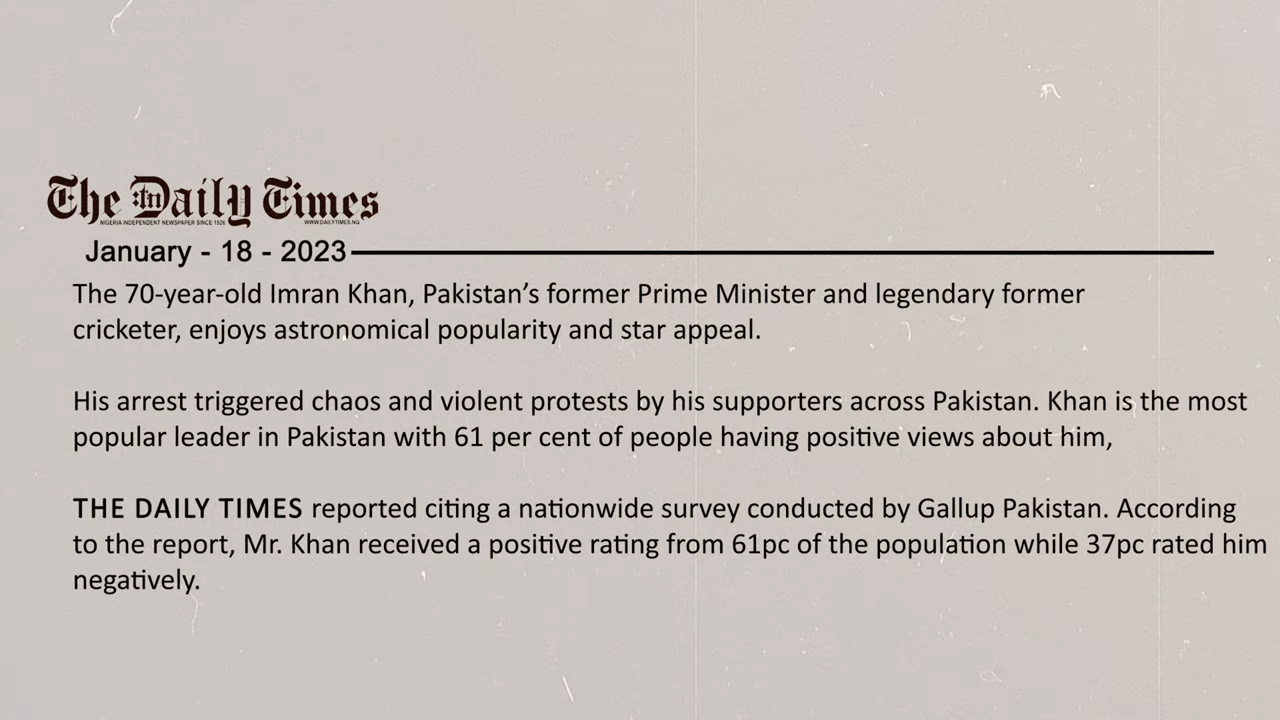 The Daily Times
NIGERIA INDEPENDENT NEWSPAPER SINCE 1926 WWW.DAILYTIMES.NG
January - 18 - 2023
The 70-year-old Imran Khan, Pakistan’s former Prime Minister and legendary former
cricketer, enjoys astronomical popularity and star appeal.
His arrest triggered chaos and violent protests by his supporters across Pakistan. Khan is the most
popular leader in Pakistan with 61 per cent of people having positive views about him,
THE DAILY TIMES reported citing a nationwide survey conducted by Gallup Pakistan. According
to the report, Mr. Khan received a positive rating from 61pc of the population while 37pc rated him
negatively.